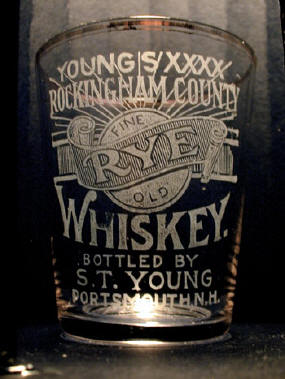 YOUNG'S XXXX
ROCKINGHAM COUNTY
FINE
RYE
OLD
WHISKEY.
BOTTLED BY
S.T. YOUNG
PORTSMOUTH, N.H.